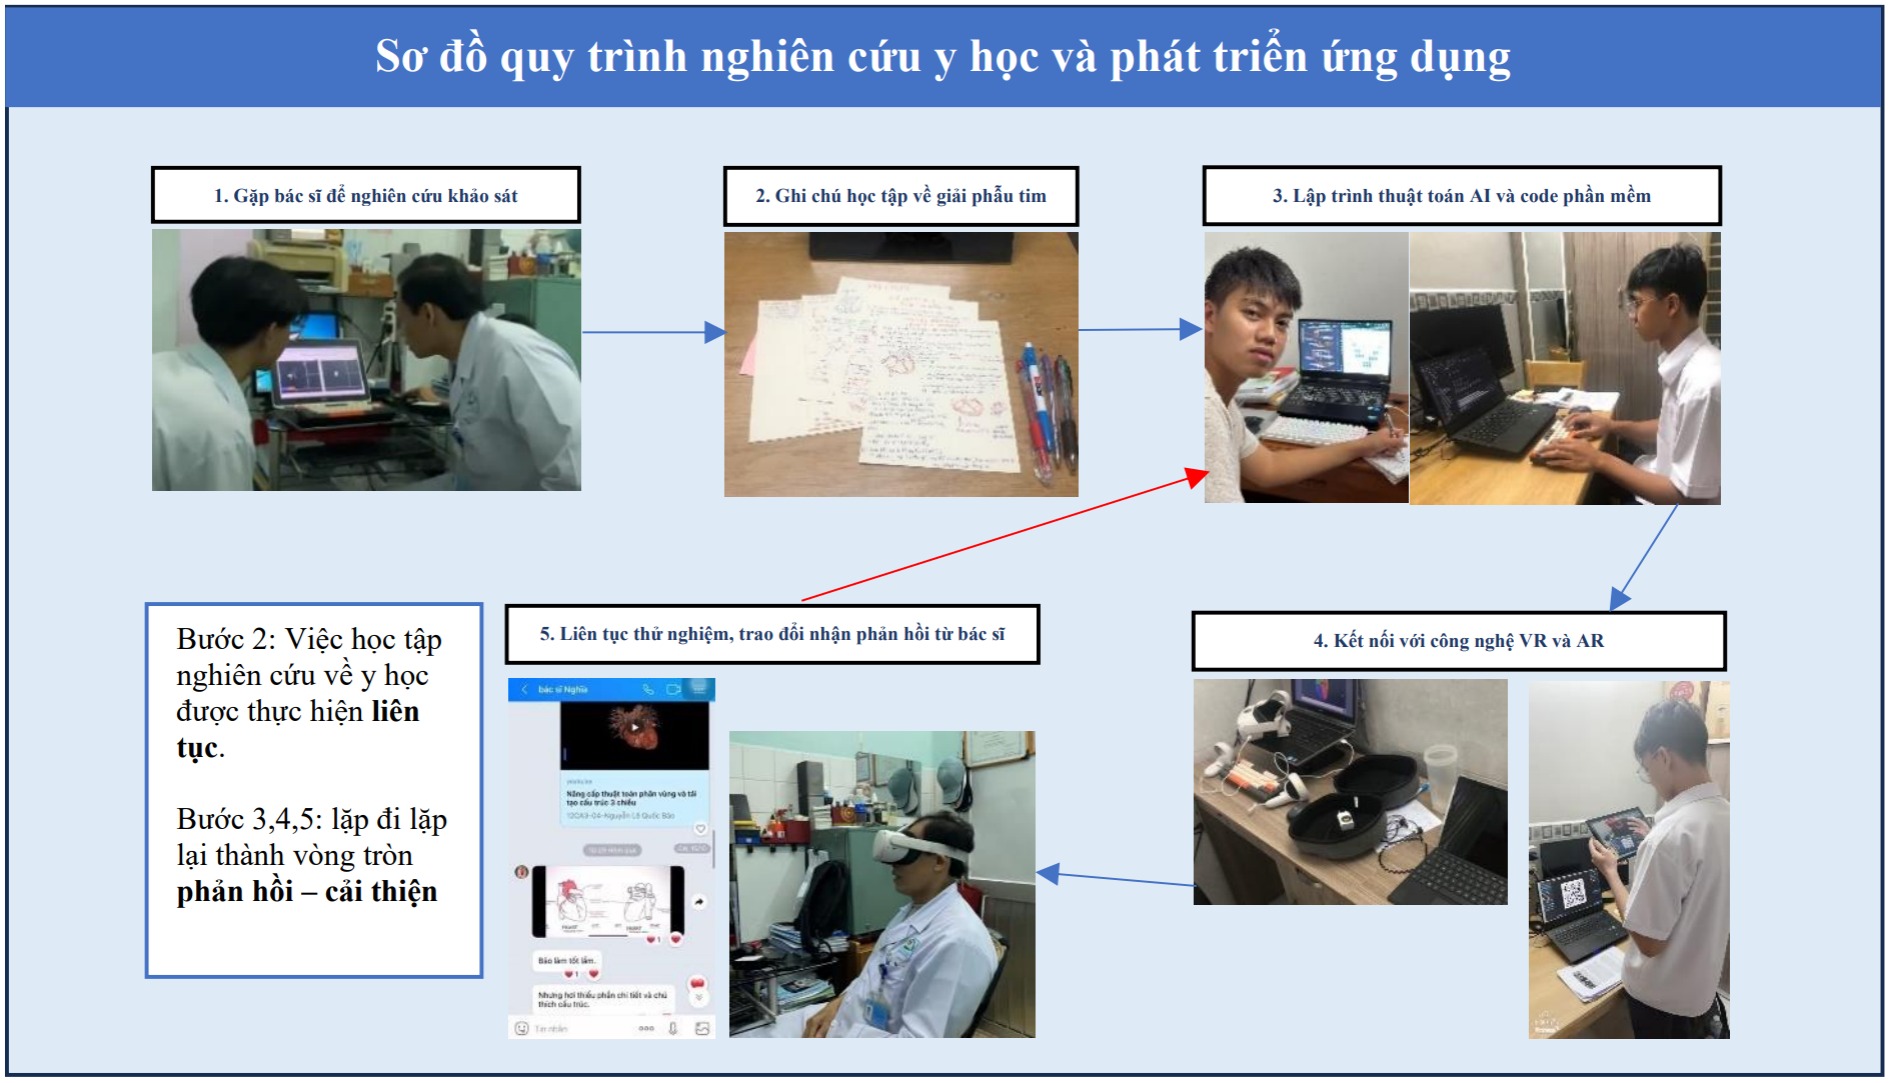 Sơ đồ quy trình nghiên cứu y học và phát triển ứng dụng
1. Gặp bác sĩ để nghiên cứu khảo sát
2. Ghi chú học tập về giải phẫu tim
3. Lập trình thuật toán AI và code phần mềm
Bước 2: Việc học tập
nghiên cứu về y học
được thực hiện liên
tục.
Bước 3,4,5: lặp đi lặp
lại thành vòng tròn
phản hồi – cải thiện
5. Liên tục thử nghiệm, trao đổi nhận phản hồi từ bác sĩ
bác sĩ Nghĩa
Nâng cấp thuật toán phân vùng và tái
tạo cấu trúc 3 chiều
12CA3-04-Nguyễn Lê Quốc Bảo
Bảo làm tốt lắm.
Nhưng hơi thiếu phần chi tiết và chú
thích cấu trúc.
Tin nhắn
4. Kết nối với công nghệ VR và AR